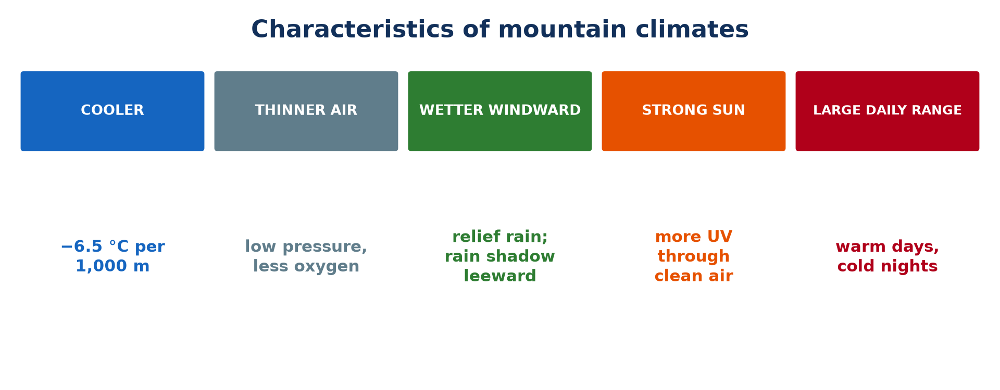 Characteristics of mountain climates
COOLER
THINNER AIR
WETTER WINDWARD
STRONG SUN
LARGE DAILY RANGE
−6.5 °C per
1,000 m
low pressure,
less oxygen
relief rain;
rain shadow
leeward
more UV
through
clean air
warm days,
cold nights